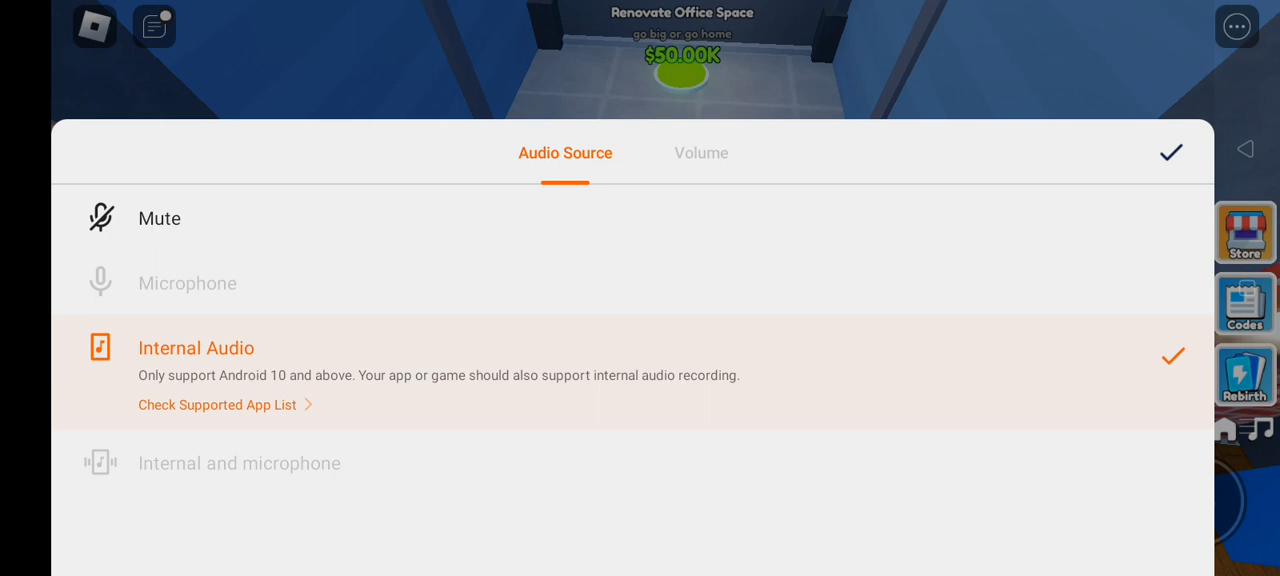 Renovate Office Space
go big or go home
$50.00K
Audio Source
Volume
Mute
Microphone
Internal Audio
Only support Android 10 and above. Your app or game should also support internal audio recording.
Check Supported App List
Internal and microphone
Store
Codes
Rebirth